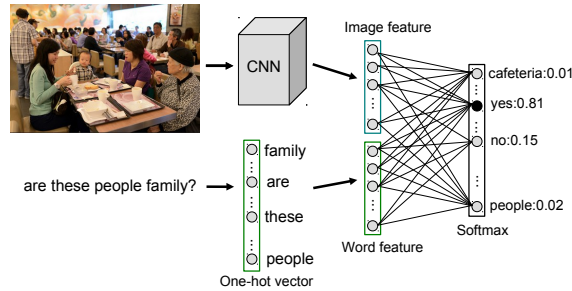 CNN
Image feature
cafeteria:0.01
yes:0.81
no:0.15
people:0.02
Softmax
are these people family?
family
are
these
people
One-hot vector
Word feature